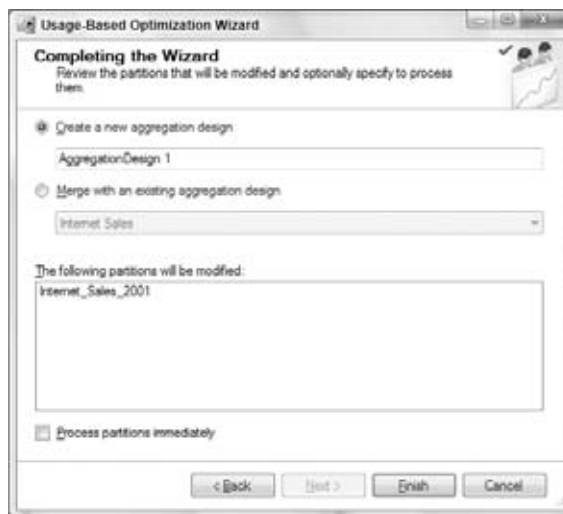 Usage-Based Optimization Wizard
Completing the Wizard
Review the partitions that will be modified and optionally specify to process
them.
Create a new aggregation design
AggregationDesign 1
Merge with an existing aggregation design
Internet Sales
The following partitions will be modified:
Internet_Sales_2001
Process partitions immediately
< Back
Next >
Finish
Cancel